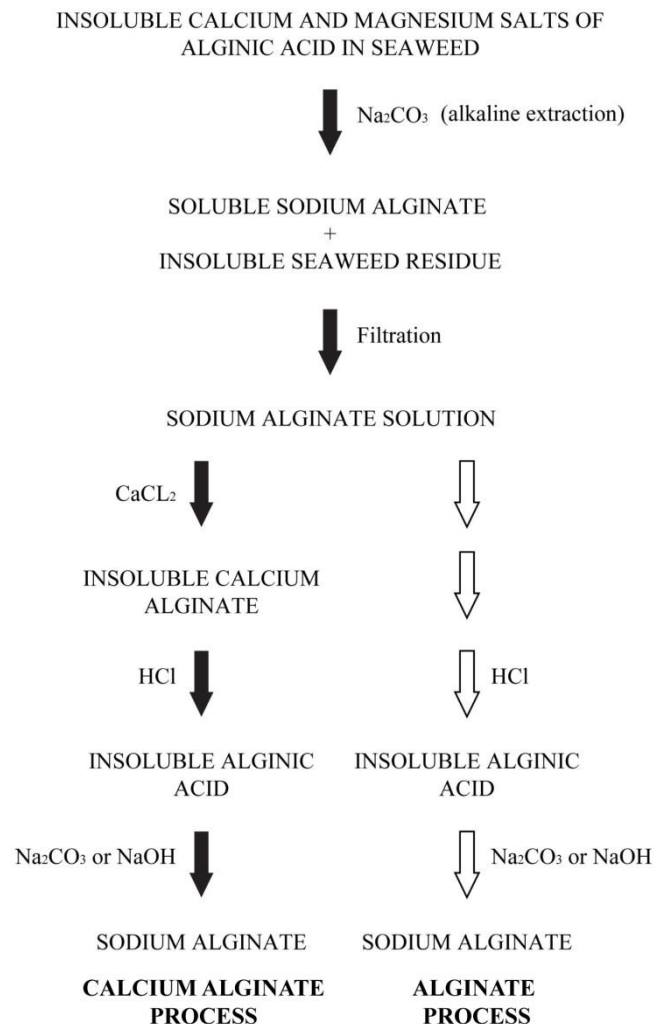 INSOLUBLE CALCIUM AND MAGNESIUM SALTS OF
ALGINIC ACID IN SEAWEED
Na₂CO₃ (alkaline extraction)
SOLUBLE SODIUM ALGINATE
+
INSOLUBLE SEAWEED RESIDUE
Filtration
SODIUM ALGINATE SOLUTION
CaCL₂
INSOLUBLE CALCIUM
ALGINATE
HCl
HCl
INSOLUBLE ALGINIC
ACID
INSOLUBLE ALGINIC
ACID
Na₂CO₃ or NaOH
Na₂CO₃ or NaOH
SODIUM ALGINATE
SODIUM ALGINATE
CALCIUM ALGINATE
PROCESS
ALGINATE
PROCESS